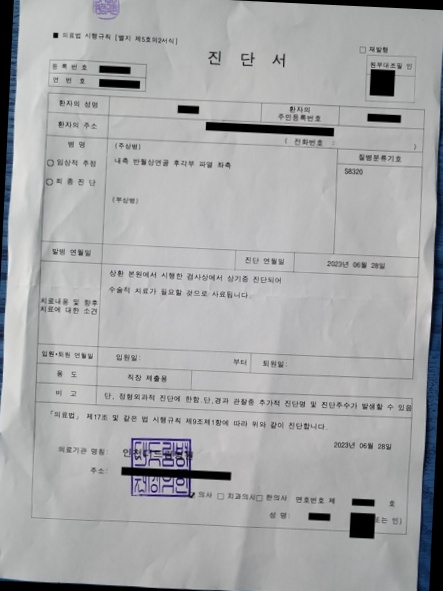 ■ 의료법 시행규칙 [별지 제5호의2서식]
진 단 서
□ 재발행
원부대조필 인
등 록 번 호
연 번 호
환자의 성명
환자의 주민등록번호
환자의 주소
( 전화번호 : )
병 명
○ 임상적 추정
○ 최 종 진 단
(주상병)
내측 반월상연골 후각부 파열 좌측
(부상병)
질병분류기호
S8320
발병 연월일
진단 연월일
2023년 06월 28일
치료내용 및 향후
치료에 대한 소견
상환 본원에서 시행한 검사상에서 상기증 진단되어
수술적 치료가 필요할 것으로 사료됩니다.
입원·퇴원 연월일
입원일:
부터
퇴원일:
용 도
직장 제출용
비 고
단, 정형외과적 진단에 한함.단,경과 관찰중 추가적 진단명 및 진단주수가 발생할 수 있음
「의료법」 제17조 및 같은 법 시행규칙 제9조제1항에 따라 위와 같이 진단합니다.
2023년 06월 28일
의료기관 명칭:
주소:
✓의사 □ 치과의사 □ 한의사 면허번호 제 호
성 명:
또는 인)